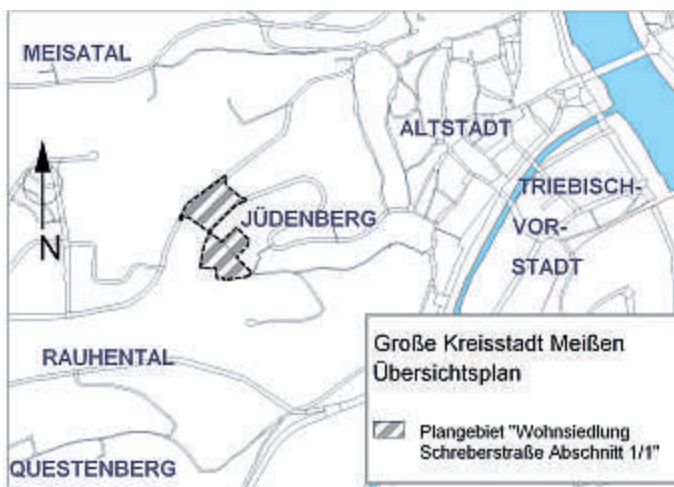 MEISATAL
ALTSTADT
TRIEBISCH-
VOR-
STADT
JÜDENBERG
N
RAUHENTAL
QUESTENBERG
Große Kreisstadt Meißen
Übersichtsplan
Plangebiet "Wohnsiedlung
Schreberstraße Abschnitt 1/1"